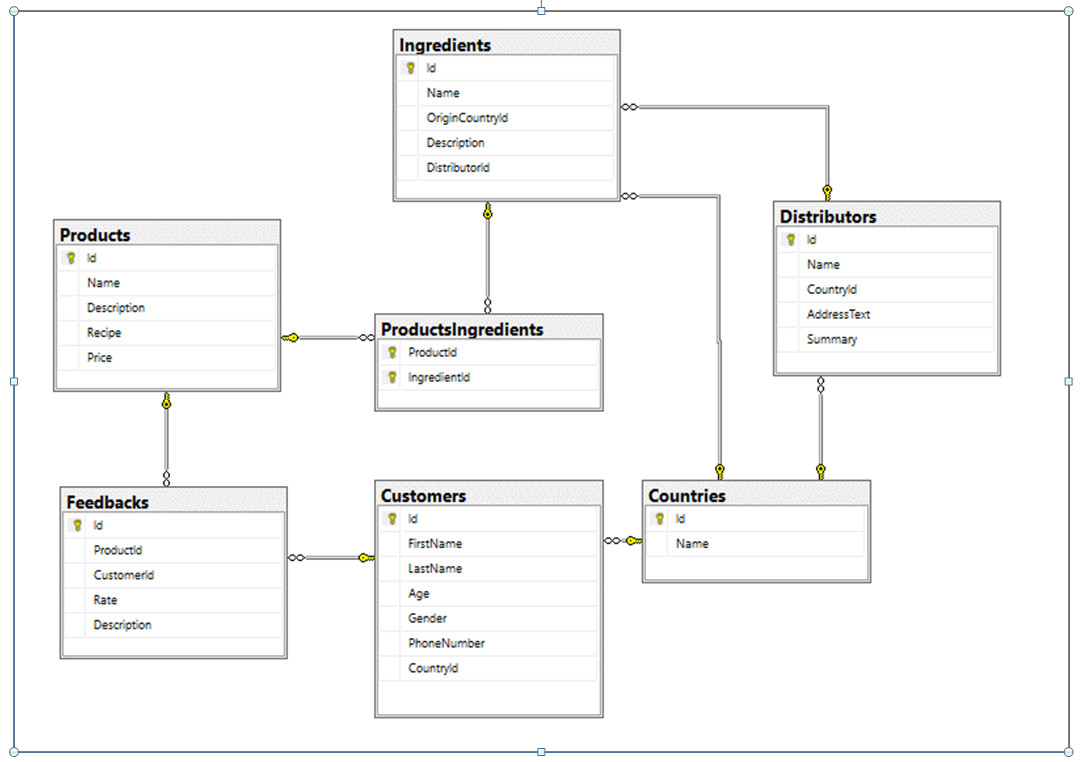 Ingredients
Id
Name
OriginCountryId
Description
DistributorId
Products
Id
Name
Description
Recipe
Price
Distributors
Id
Name
CountryId
AddressText
Summary
ProductsIngredients
ProductId
IngredientId
Feedbacks
Id
ProductId
CustomerId
Rate
Description
Customers
Id
FirstName
LastName
Age
Gender
PhoneNumber
CountryId
Countries
Id
Name